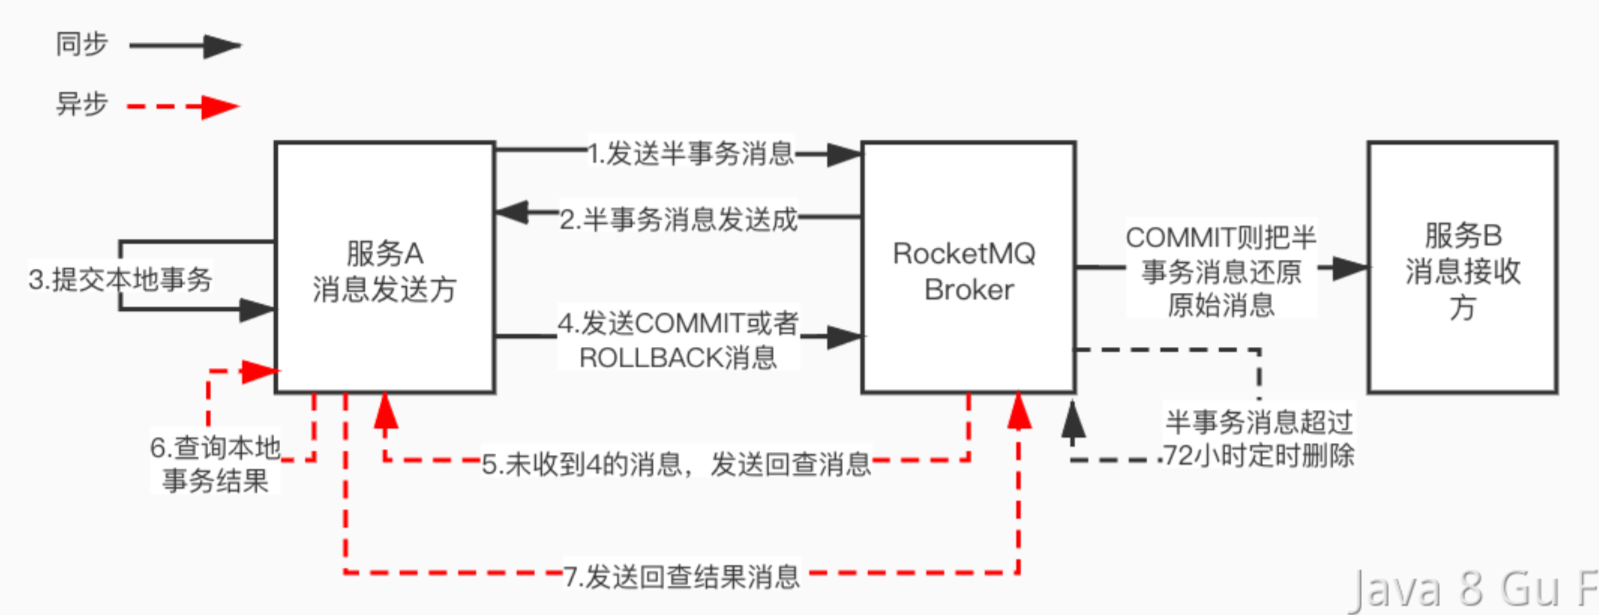 同步
异步
1.发送半事务消息
2.半事务消息发送成
3.提交本地事务
服务A
消息发送方
4.发送COMMIT或者
ROLLBACK消息
RocketMQ
Broker
COMMIT则把半
事务消息还原
原始消息
服务B
消息接收
方
半事务消息超过
72小时定时删除
5.未收到4的消息，发送回查消息
6.查询本地
事务结果
7.发送回查结果消息
Java 8 Gu F